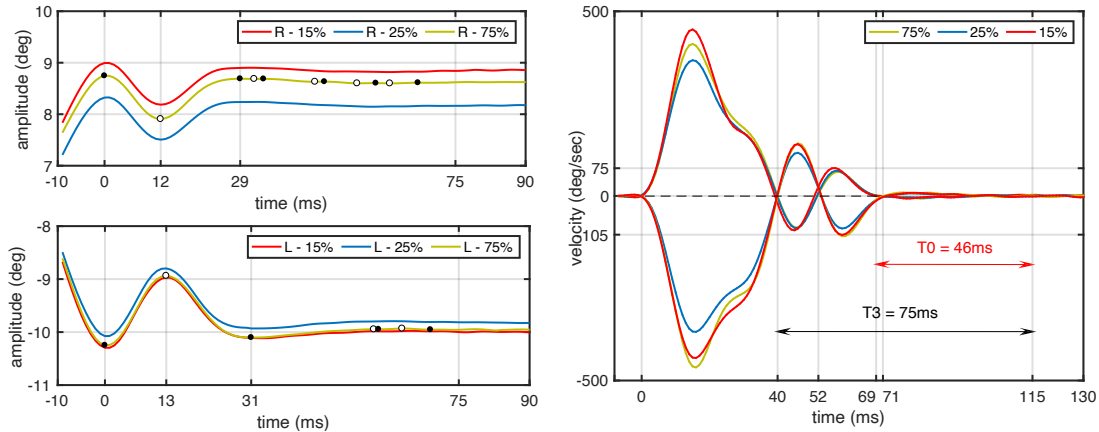 R - 15% R - 25% R - 75%
10
9
8
7
amplitude (deg)
-10 0 12 29 75 90
time (ms)
L - 15% L - 25% L - 75%
-8
-9
-10
-11
amplitude (deg)
-10 0 13 31 75 90
time (ms)
75% 25% 15%
500
75
0
-105
-500
velocity (deg/sec)
T0 = 46ms
T3 = 75ms
0 40 52 69 71 115 130
time (ms)